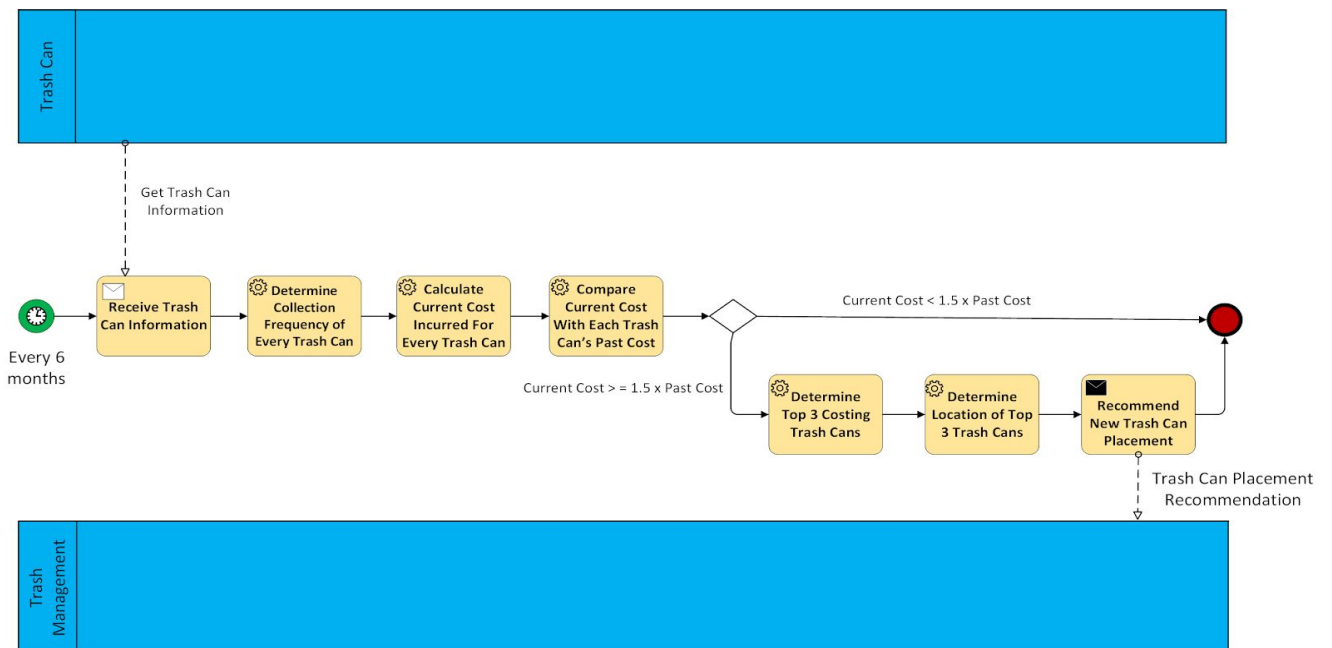 Trash Can
Get Trash Can
Information
Every 6
months
Receive Trash
Can Information
Determine
Collection
Frequency of
Every Trash Can
Calculate
Current Cost
Incurred For
Every Trash Can
Compare
Current Cost
With Each Trash
Can's Past Cost
Current Cost < 1.5 x Past Cost
Current Cost > = 1.5 x Past Cost
Determine
Top 3 Costing
Trash Cans
Determine
Location of Top
3 Trash Cans
Recommend
New Trash Can
Placement
Trash Can Placement
Recommendation
Trash
Management